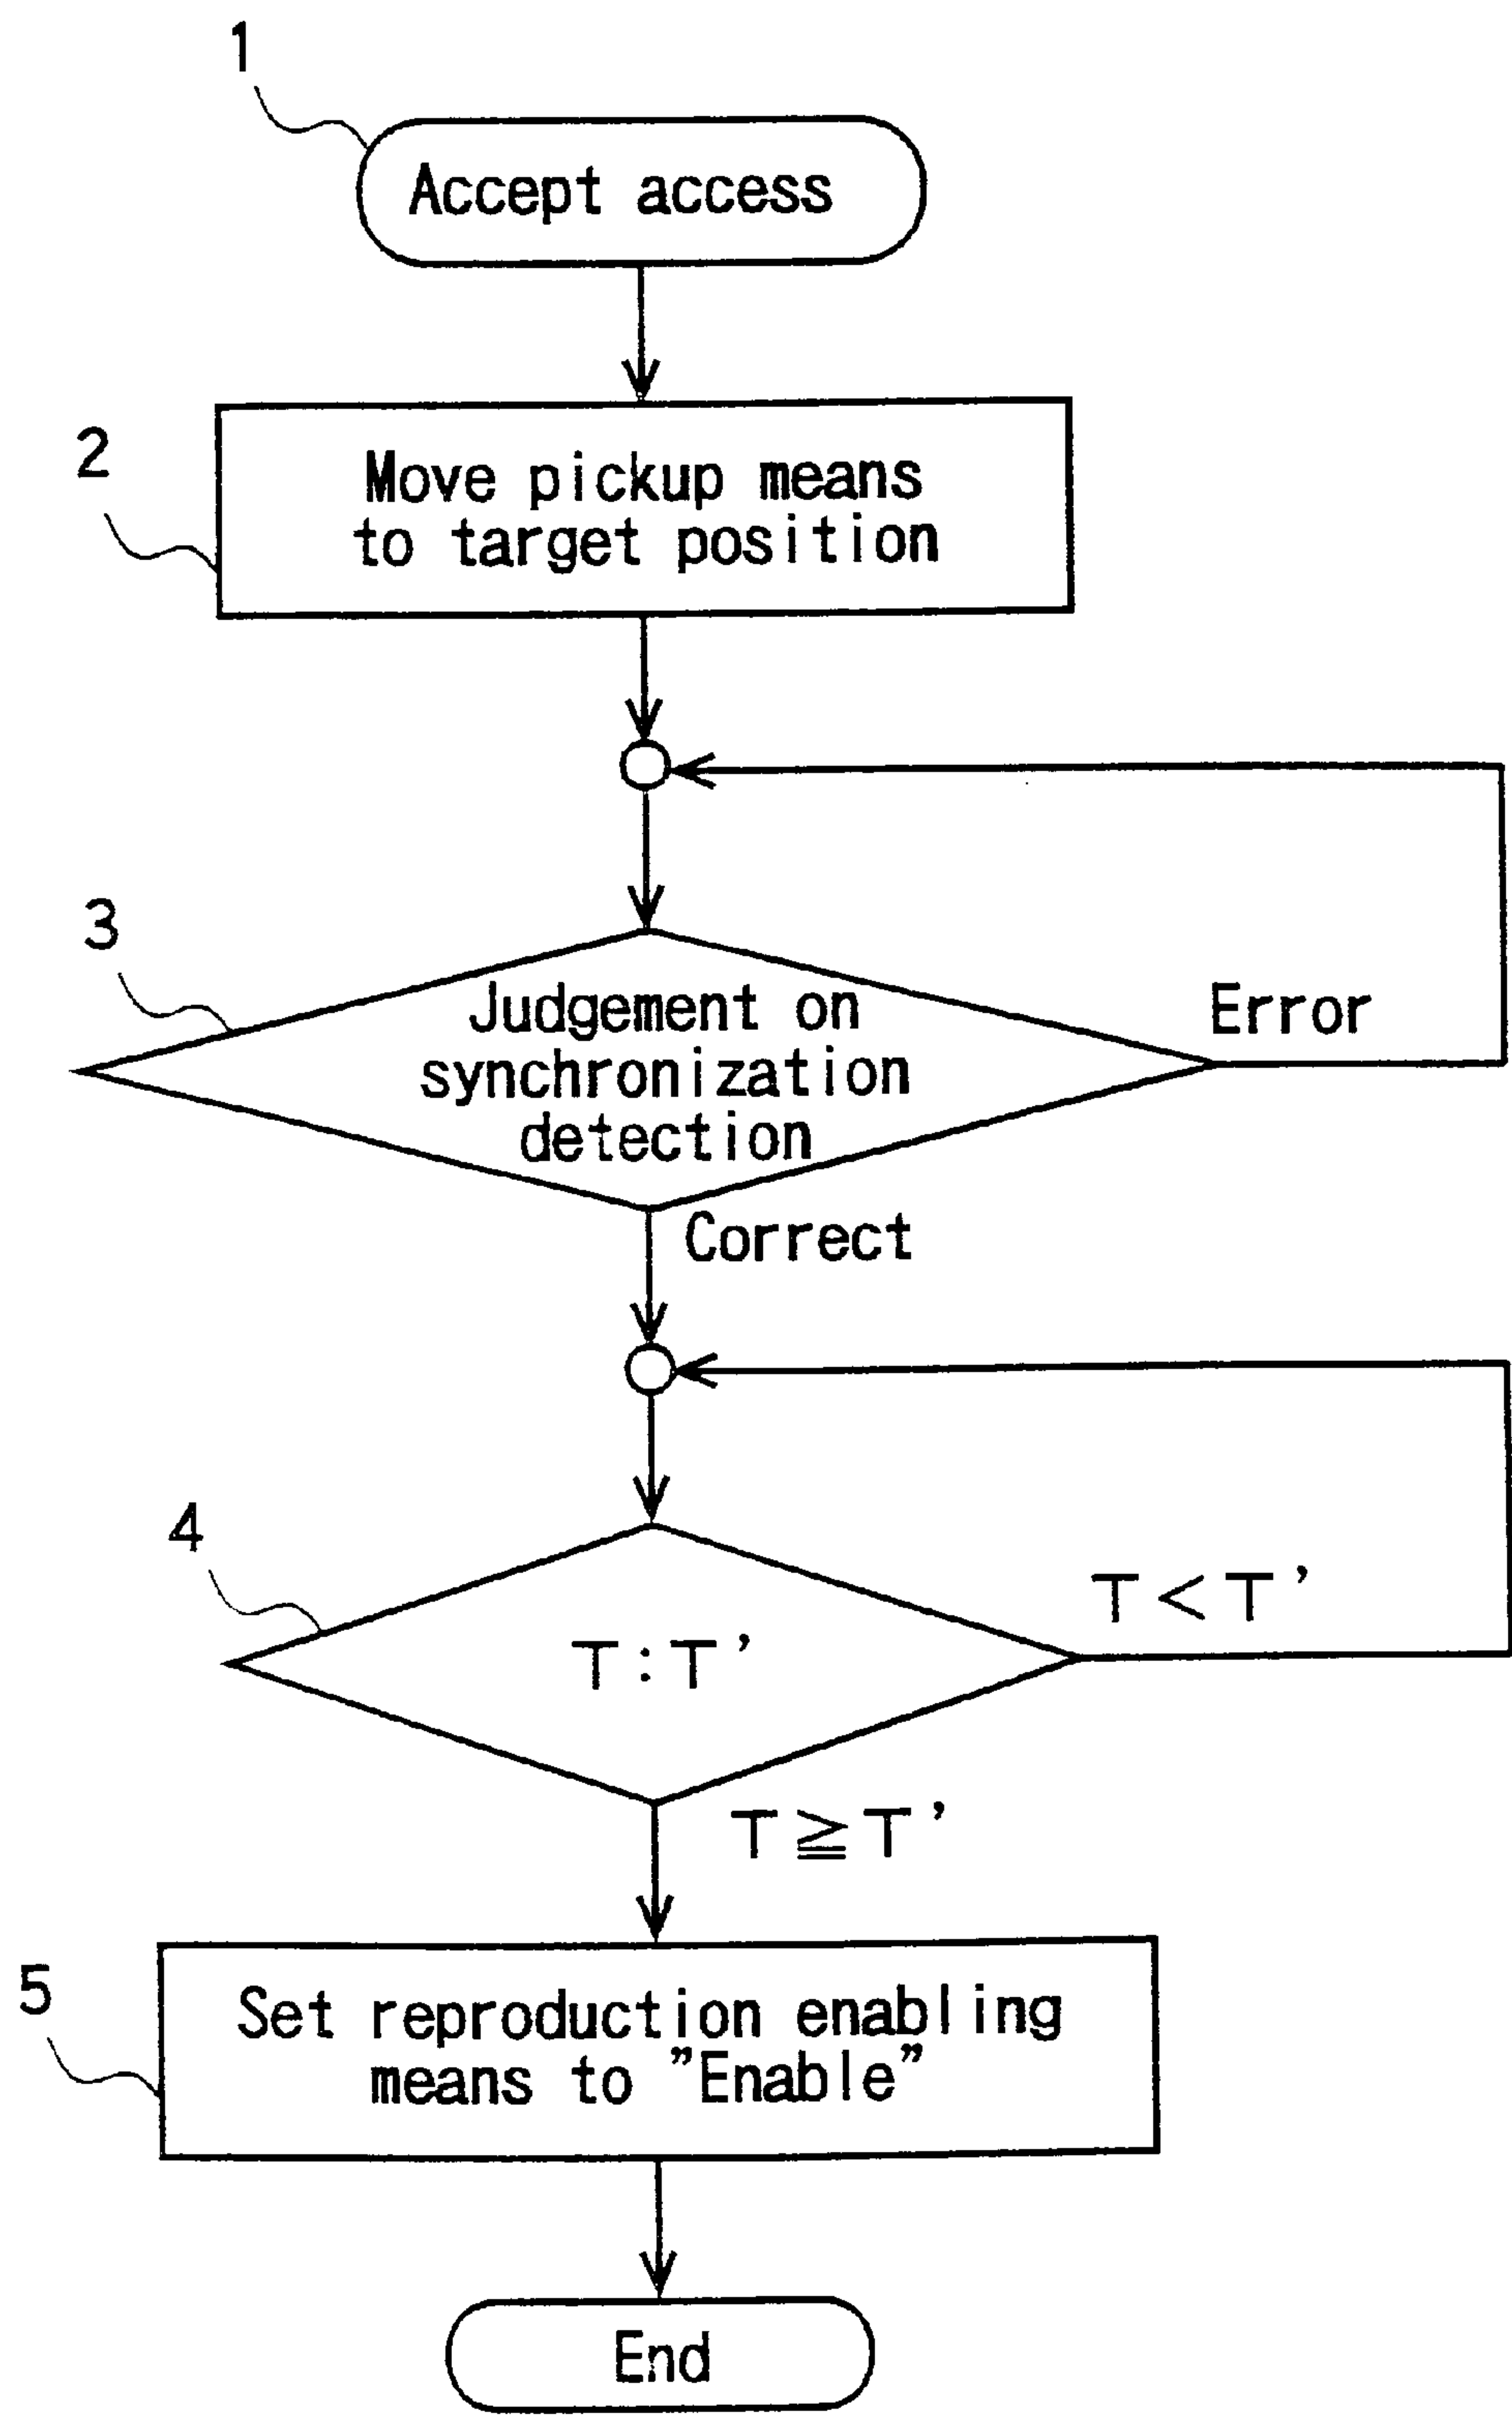 1
Accept access
2
Move pickup means
to target position
3
Judgement on
synchronization
detection
Error
Correct
4
T:T'
T<T'
T≧T'
5
Set reproduction enabling
means to "Enable"
End